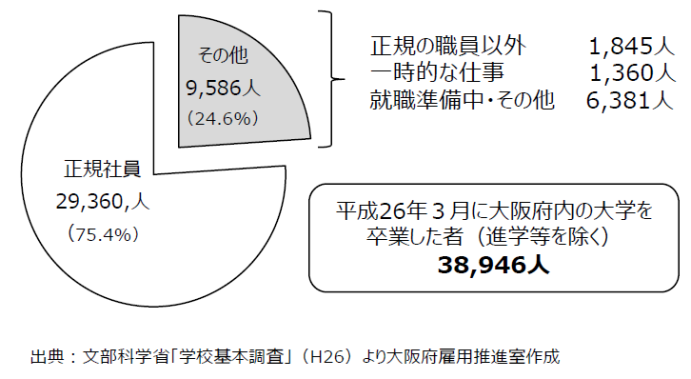 その他
9,586人
（24.6%）
正規の職員以外 1,845人
一時的な仕事 1,360人
就職準備中・その他 6,381人
正規社員
29,360,人
（75.4%）
平成26年３月に大阪府内の大学を
卒業した者（進学等を除く）
38,946人
出典：文部科学省「学校基本調査」（H26）より大阪府雇用推進室作成